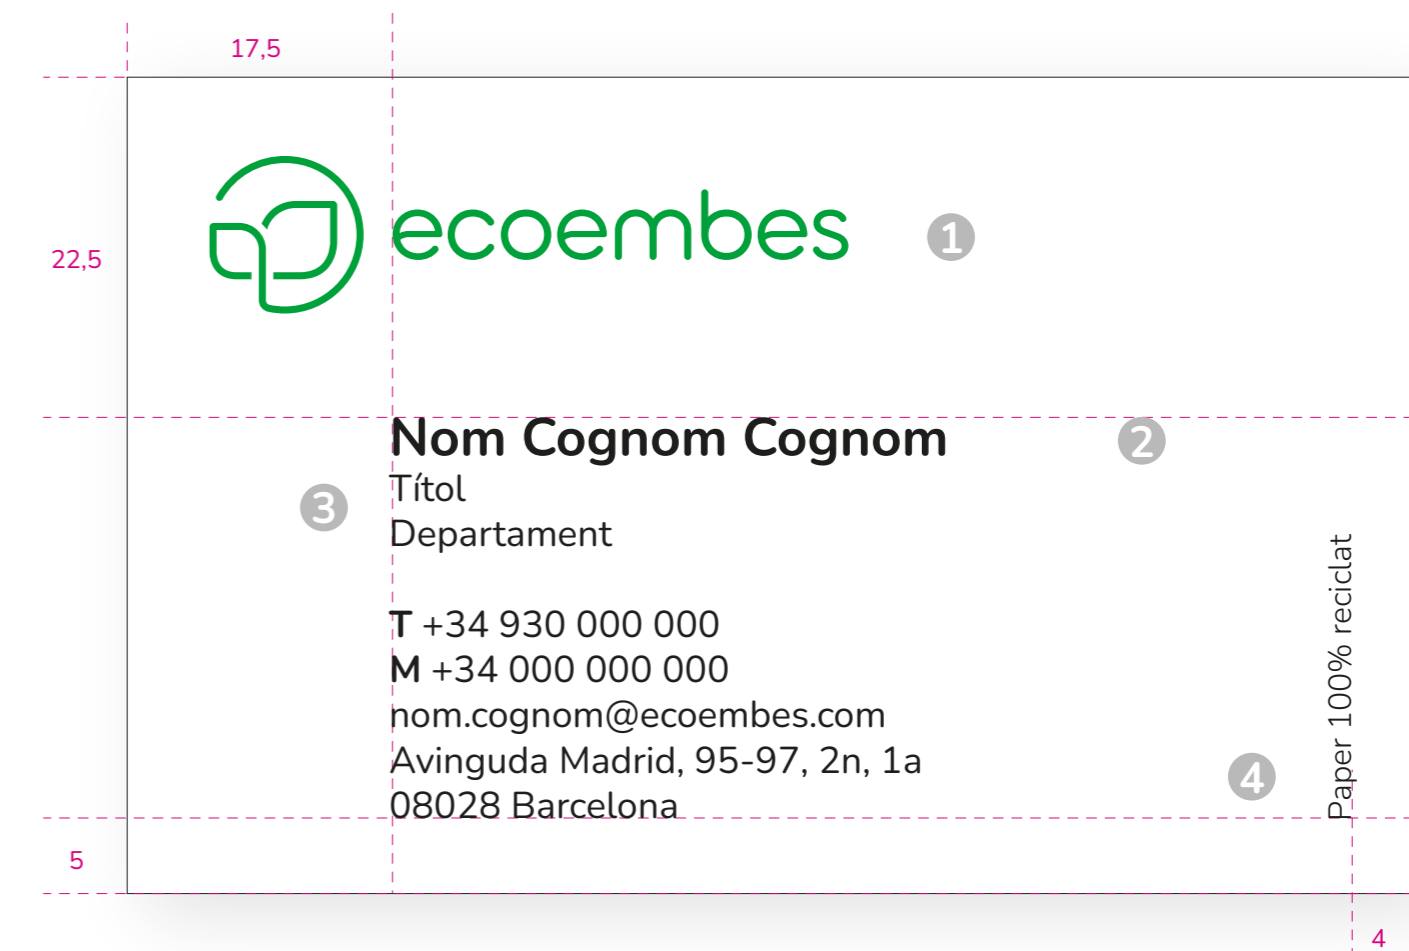 17,5
22,5
ecoembes
1
Nom Cognom Cognom
2
3
Títol
Departament
T +34 930 000 000
M +34 000 000 000
nom.cognom@ecoembes.com
Avinguda Madrid, 95-97, 2n, 1a
08028 Barcelona
4
Paper 100% reciclat
5
4